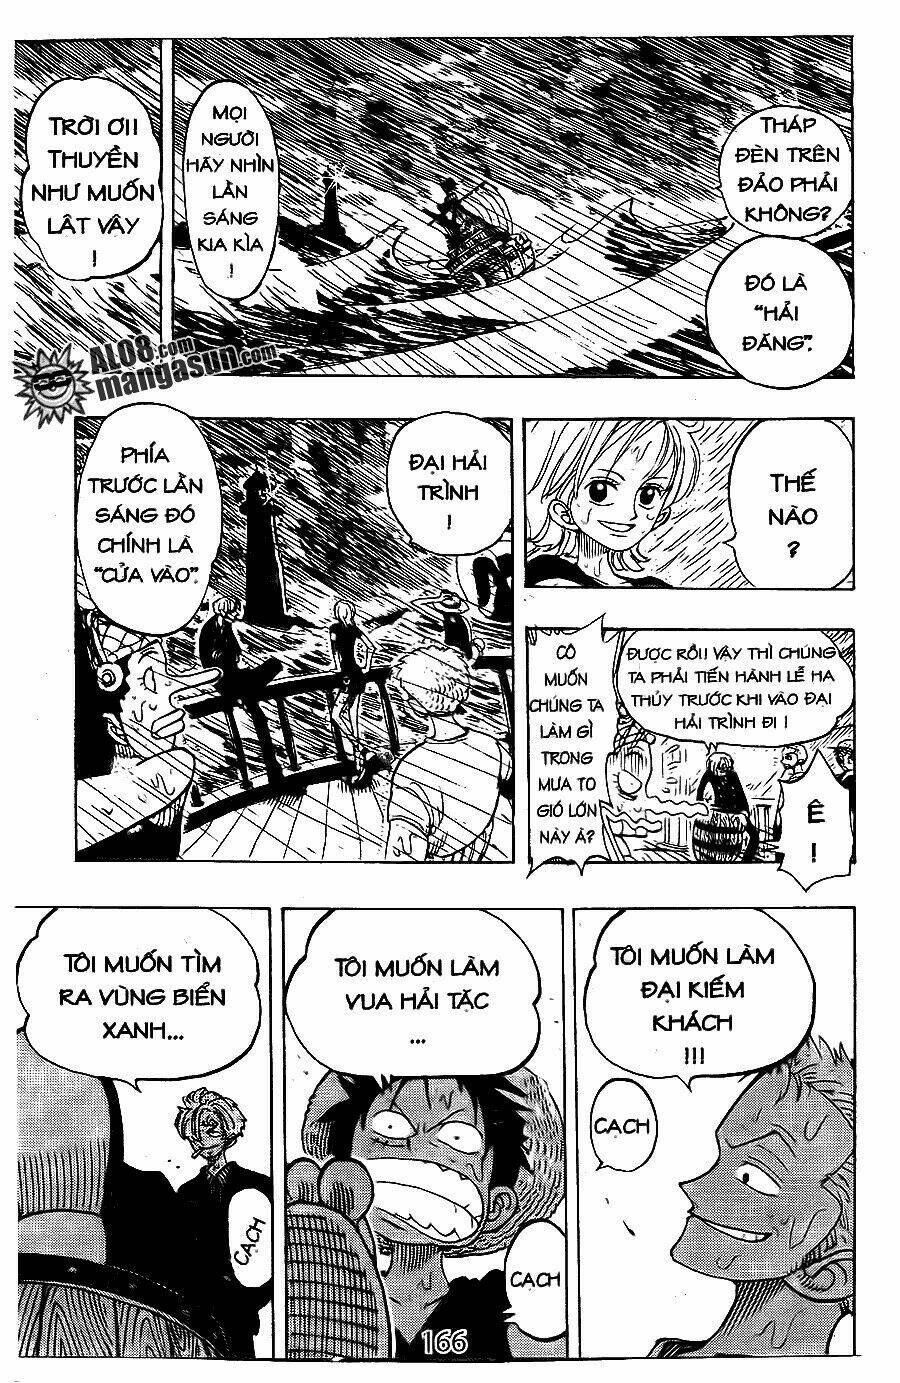 THÁP
ĐÈN TRÊN
ĐẢO PHẢI
KHÔNG?
ĐÓ LÀ
"HẢI
ĐĂNG".
MỌI
NGƯỜI
HÃY NHÌN
LẰN
SÁNG
KIA KÌA
!
TRỜI ƠI!
THUYỀN
NHƯ MUỐN
LẬT VẬY
!
ALO8.com
mangasun.com
THẾ
NÀO
?
ĐẠI HẢI
TRÌNH
!
PHÍA
TRƯỚC LẰN
SÁNG ĐÓ
CHÍNH LÀ
"CỬA VÀO".
ĐƯỢC RỒI! VẬY THÌ CHÚNG
TA PHẢI TIẾN HÀNH LỄ HA
THỦY TRƯỚC KHI VÀO ĐẠI
HẢI TRÌNH ĐI !
CÔ
MUỐN
CHÚNG TA
LÀM GÌ
TRONG
MƯA TO
GIÓ LỚN
NÀY Á?
Ê
!
TÔI MUỐN LÀM
ĐẠI KIẾM
KHÁCH
!!!
CẠCH
TÔI MUỐN LÀM
VUA HẢI TẶC
...
CẠCH
TÔI MUỐN TÌM
RA VÙNG BIỂN
XANH...
CẠCH
166